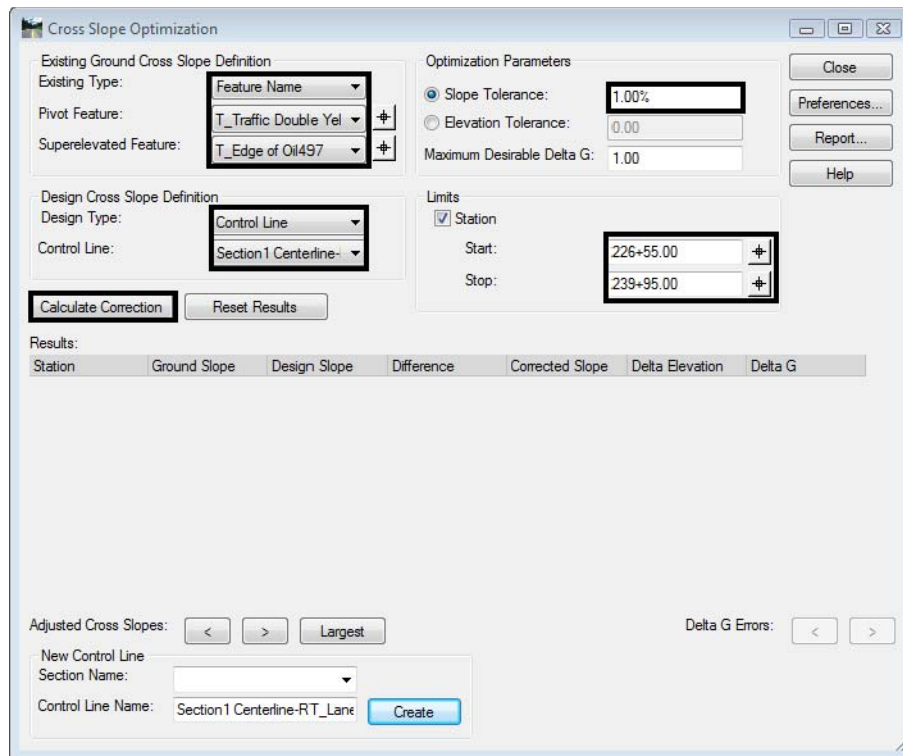 Cross Slope Optimization
Existing Ground Cross Slope Definition
Existing Type: Feature Name
Pivot Feature: T_Traffic Double Yel
Superelevated Feature: T_Edge of Oil497
Optimization Parameters
Slope Tolerance: 1.00%
Elevation Tolerance: 0.00
Maximum Desirable Delta G: 1.00
Close
Preferences...
Report...
Help
Design Cross Slope Definition
Design Type: Control Line
Control Line: Section1 Centerline-
Limits
Station
Start: 226+55.00
Stop: 239+95.00
Calculate Correction Reset Results
Results:
Station Ground Slope Design Slope Difference Corrected Slope Delta Elevation Delta G
Adjusted Cross Slopes: < > Largest Delta G Errors: < >
New Control Line
Section Name:
Control Line Name: Section1 Centerline-RT_Lane Create